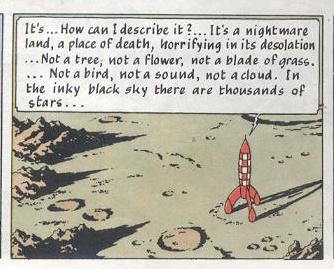 It's... How can I describe it?... It's a nightmare
land, a place of death, horrifying in its desolation
...Not a tree, not a flower, not a blade of grass.
... Not a bird, not a sound, not a cloud. In
the inky black sky there are thousands of
stars...